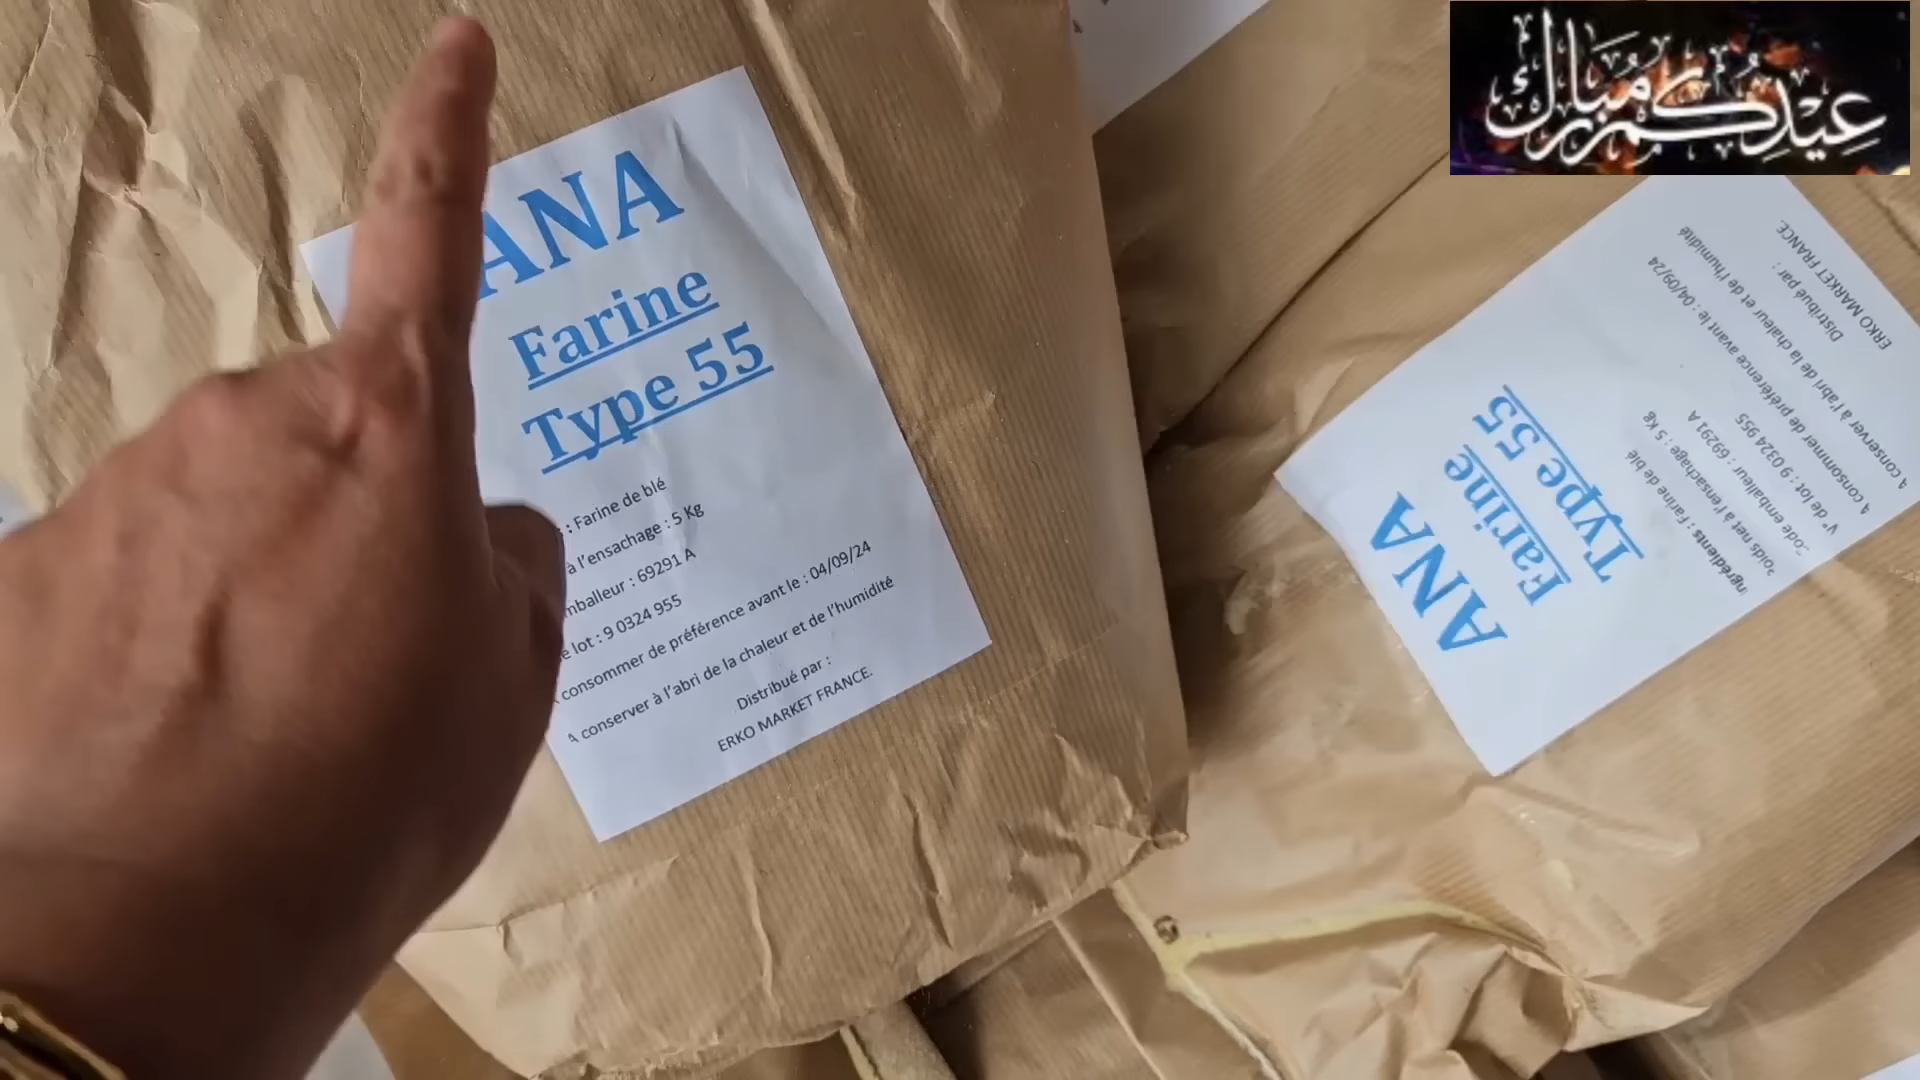 ANA
Farine
Type 55
: Farine de blé
à l'ensachage : 5 Kg
mballeur : 69291 A
e lot : 9 0324 955
consommer de préférence avant le : 04/09/24
A conserver à l'abri de la chaleur et de l'humidité
Distribué par :
ERKO MARKET FRANCE.
عيدكم مبارك
ANA
Farine
Type 55
ngrédients : Farine de blé
Poids net à l'ensachage : 5 Kg
Code emballeur : 69291 A
N° de lot : 9 0324 955
A consommer de préférence avant le : 04/09/24
A conserver à l'abri de la chaleur et de l'humidité
Distribué par :
ERKO MARKET FRANCE.